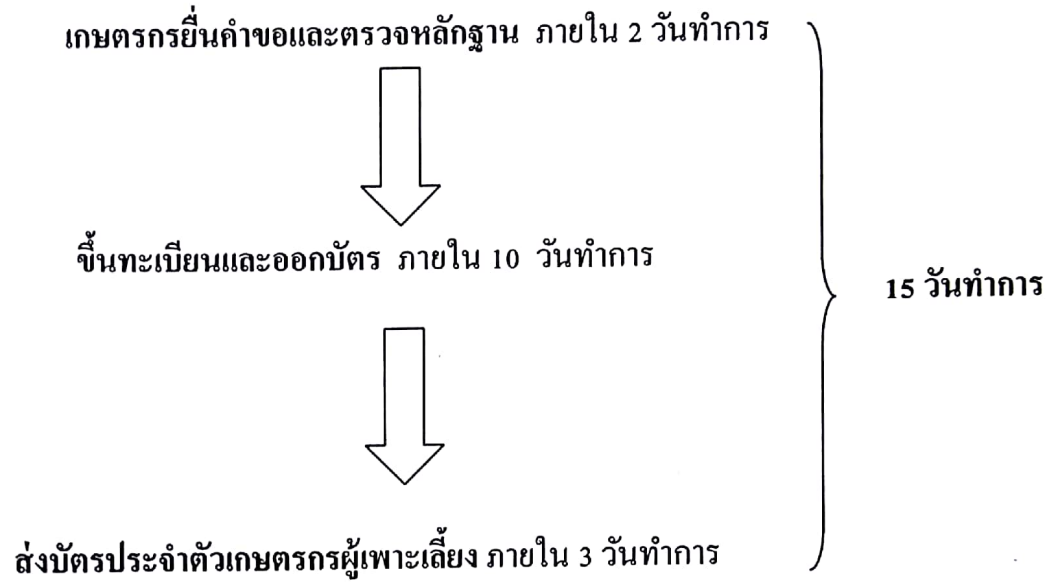 เกษตรกรยื่นคำขอและตรวจหลักฐาน ภายใน 2 วันทำการ
ขึ้นทะเบียนและออกบัตร ภายใน 10 วันทำการ
15 วันทำการ
ส่งบัตรประจำตัวเกษตรกรผู้เพาะเลี้ยง ภายใน 3 วันทำการ